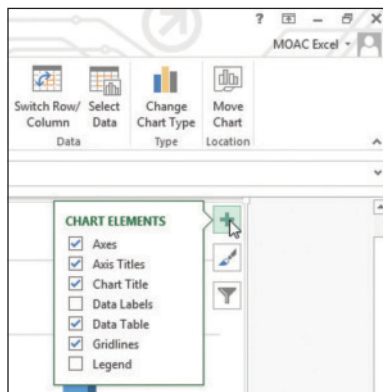 ?
MOAC Excel
Switch Row/ Select Change Move
Column Data Chart Type Chart
Data Type Location
CHART ELEMENTS
Axes
Axis Titles
Chart Title
Data Labels
Data Table
Gridlines
Legend